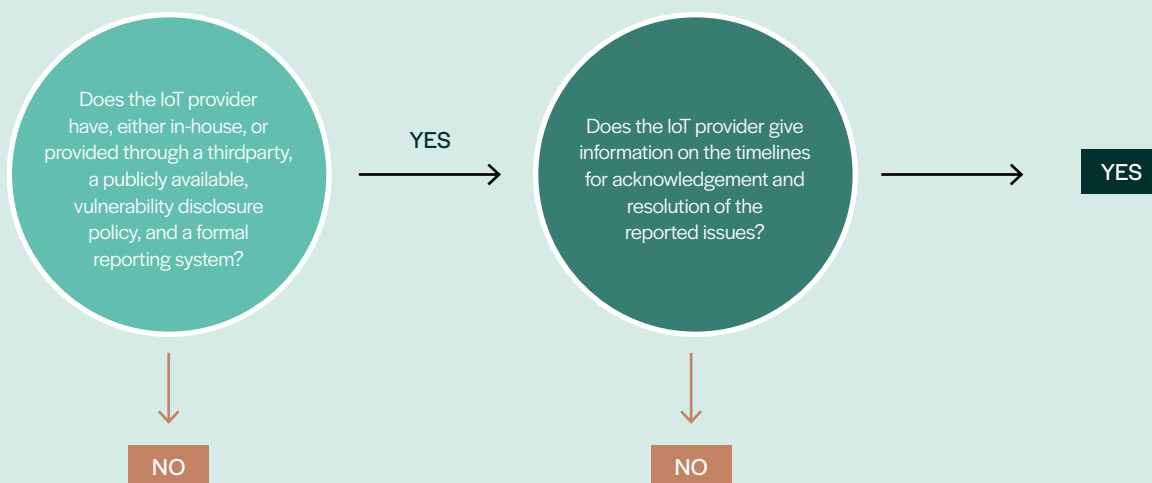 Does the IoT provider
have, either in-house, or
provided through a thirdparty,
a publicly available,
vulnerability disclosure
policy, and a formal
reporting system?
YES
Does the IoT provider give
information on the timelines
for acknowledgement and
resolution of the
reported issues?
YES
NO
NO